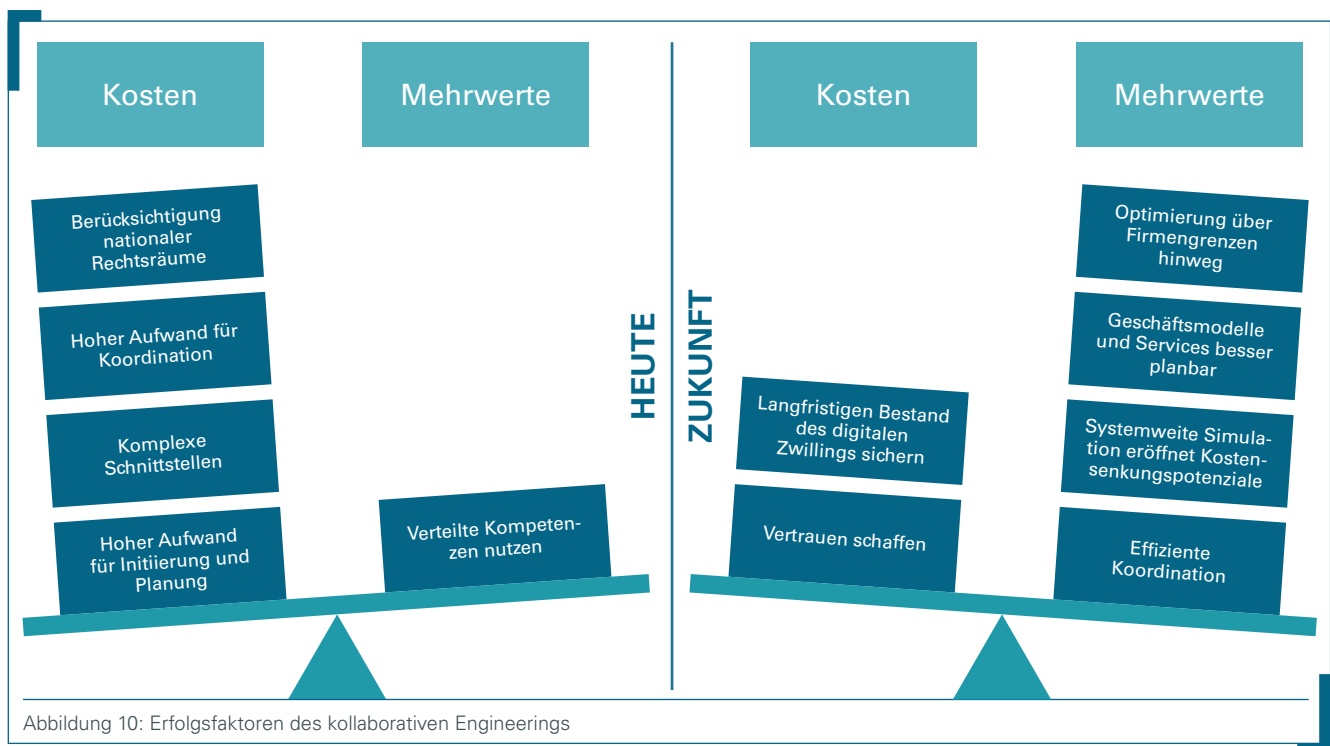 Kosten
Mehrwerte
Berücksichtigung
nationaler
Rechtsräume
Hoher Aufwand für
Koordination
Komplexe
Schnittstellen
Hoher Aufwand
für Initiierung und
Planung
Verteilte Kompeten-
zen nutzen
HEUTE
ZUKUNFT
Kosten
Mehrwerte
Langfristigen Bestand
des digitalen
Zwillings sichern
Vertrauen schaffen
Optimierung über
Firmengrenzen
hinweg
Geschäftsmodelle
und Services besser
planbar
Systemweite Simula-
tion eröffnet Kosten-
senkungspotenziale
Effiziente
Koordination
Abbildung 10: Erfolgsfaktoren des kollaborativen Engineerings